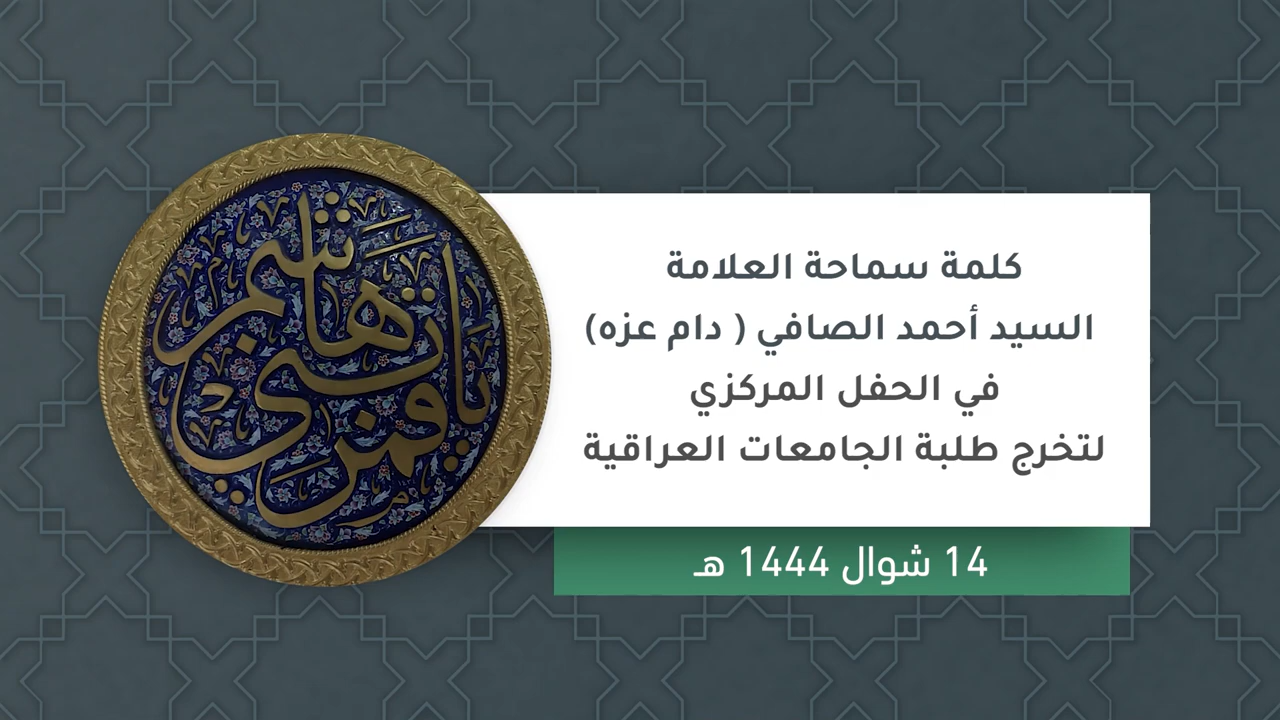 يا قمر بني هاشم
كلمة سماحة العلامة
السيد أحمد الصافي ( دام عزه)
في الحفل المركزي
لتخرج طلبة الجامعات العراقية
14 شوال 1444 هـ